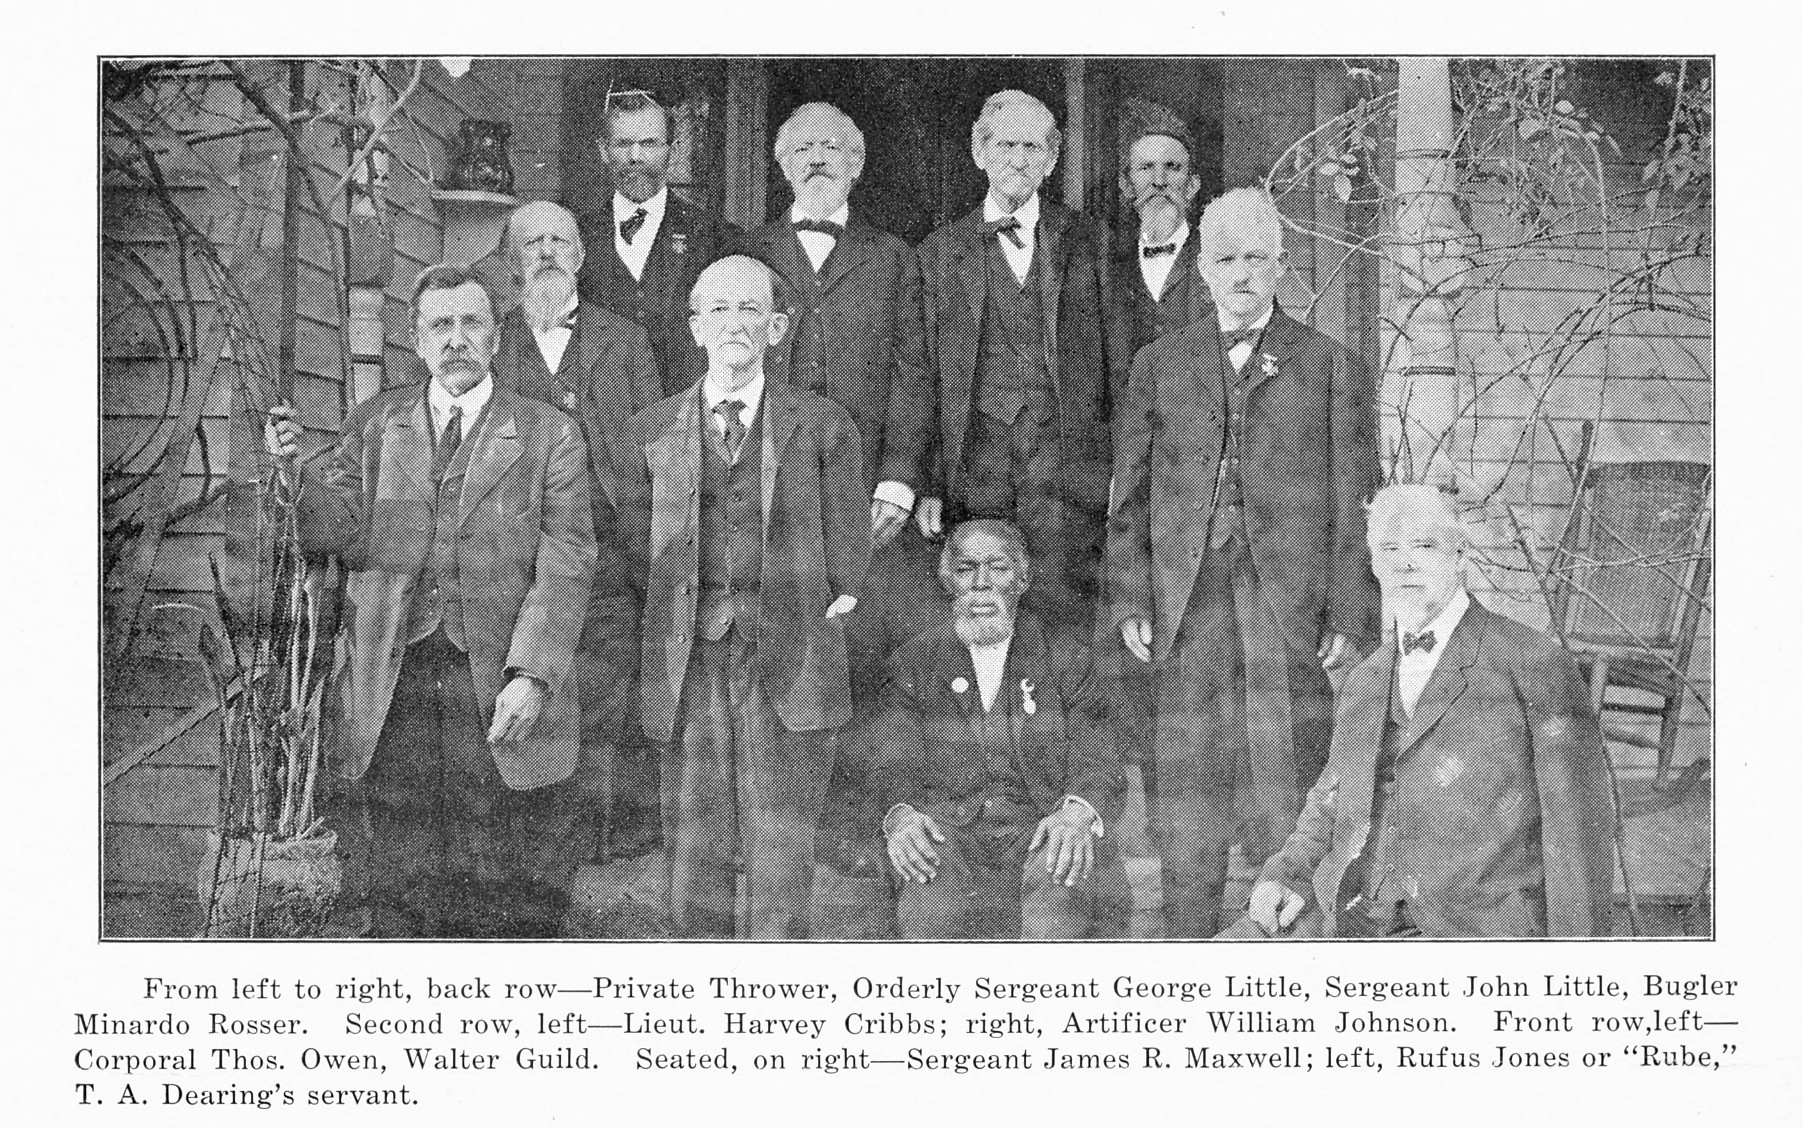 From left to right, back row—Private Thrower, Orderly Sergeant George Little, Sergeant John Little, Bugler
Minardo Rosser. Second row, left—Lieut. Harvey Cribbs; right, Artificer William Johnson. Front row,left—
Corporal Thos. Owen, Walter Guild. Seated, on right—Sergeant James R. Maxwell; left, Rufus Jones or “Rube,”
T. A. Dearing’s servant.